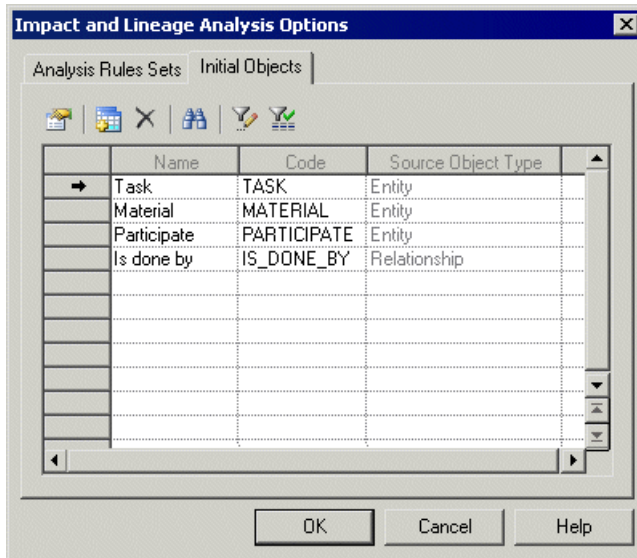 Impact and Lineage Analysis Options
Analysis Rules Sets Initial Objects
Name Code Source Object Type
Task TASK Entity
Material MATERIAL Entity
Participate PARTICIPATE Entity
Is done by IS_DONE_BY Relationship
OK Cancel Help